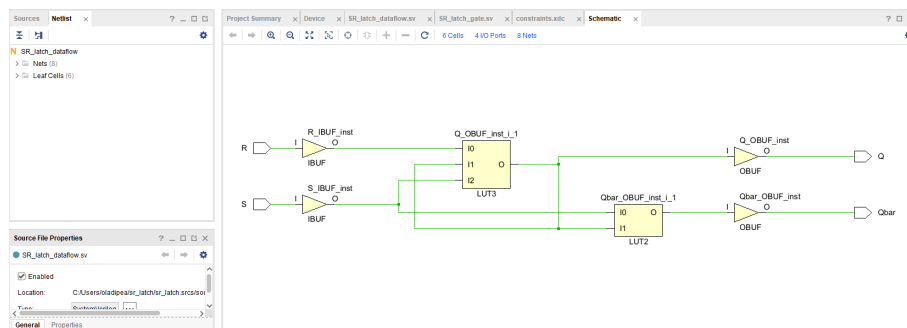 Sources Netlist × ? _ □
N SR_latch_dataflow
> Nets (8)
> Leaf Cells (6)
Source File Properties ? _ □ ×
SR_latch_dataflow.sv
Enabled
Location: C:/Users/oladipea/sr_latch/sr_latch.srcs/sou
General Properties
Project Summary × Device × SR_latch_dataflow.sv × SR_latch_gate.sv × constraints.xdc × Schematic × ? □
6 Cells 4 I/O Ports 8 Nets
R_IBUF_inst
R I O
IBUF
S_IBUF_inst
S I O
IBUF
Q_OBUF_inst_i_1
I0
I1 O
I2
LUT3
Qbar_OBUF_inst_i_1
I0 O
I1
LUT2
Q_OBUF_inst
I O Q
OBUF
Qbar_OBUF_inst
I O Qbar
OBUF